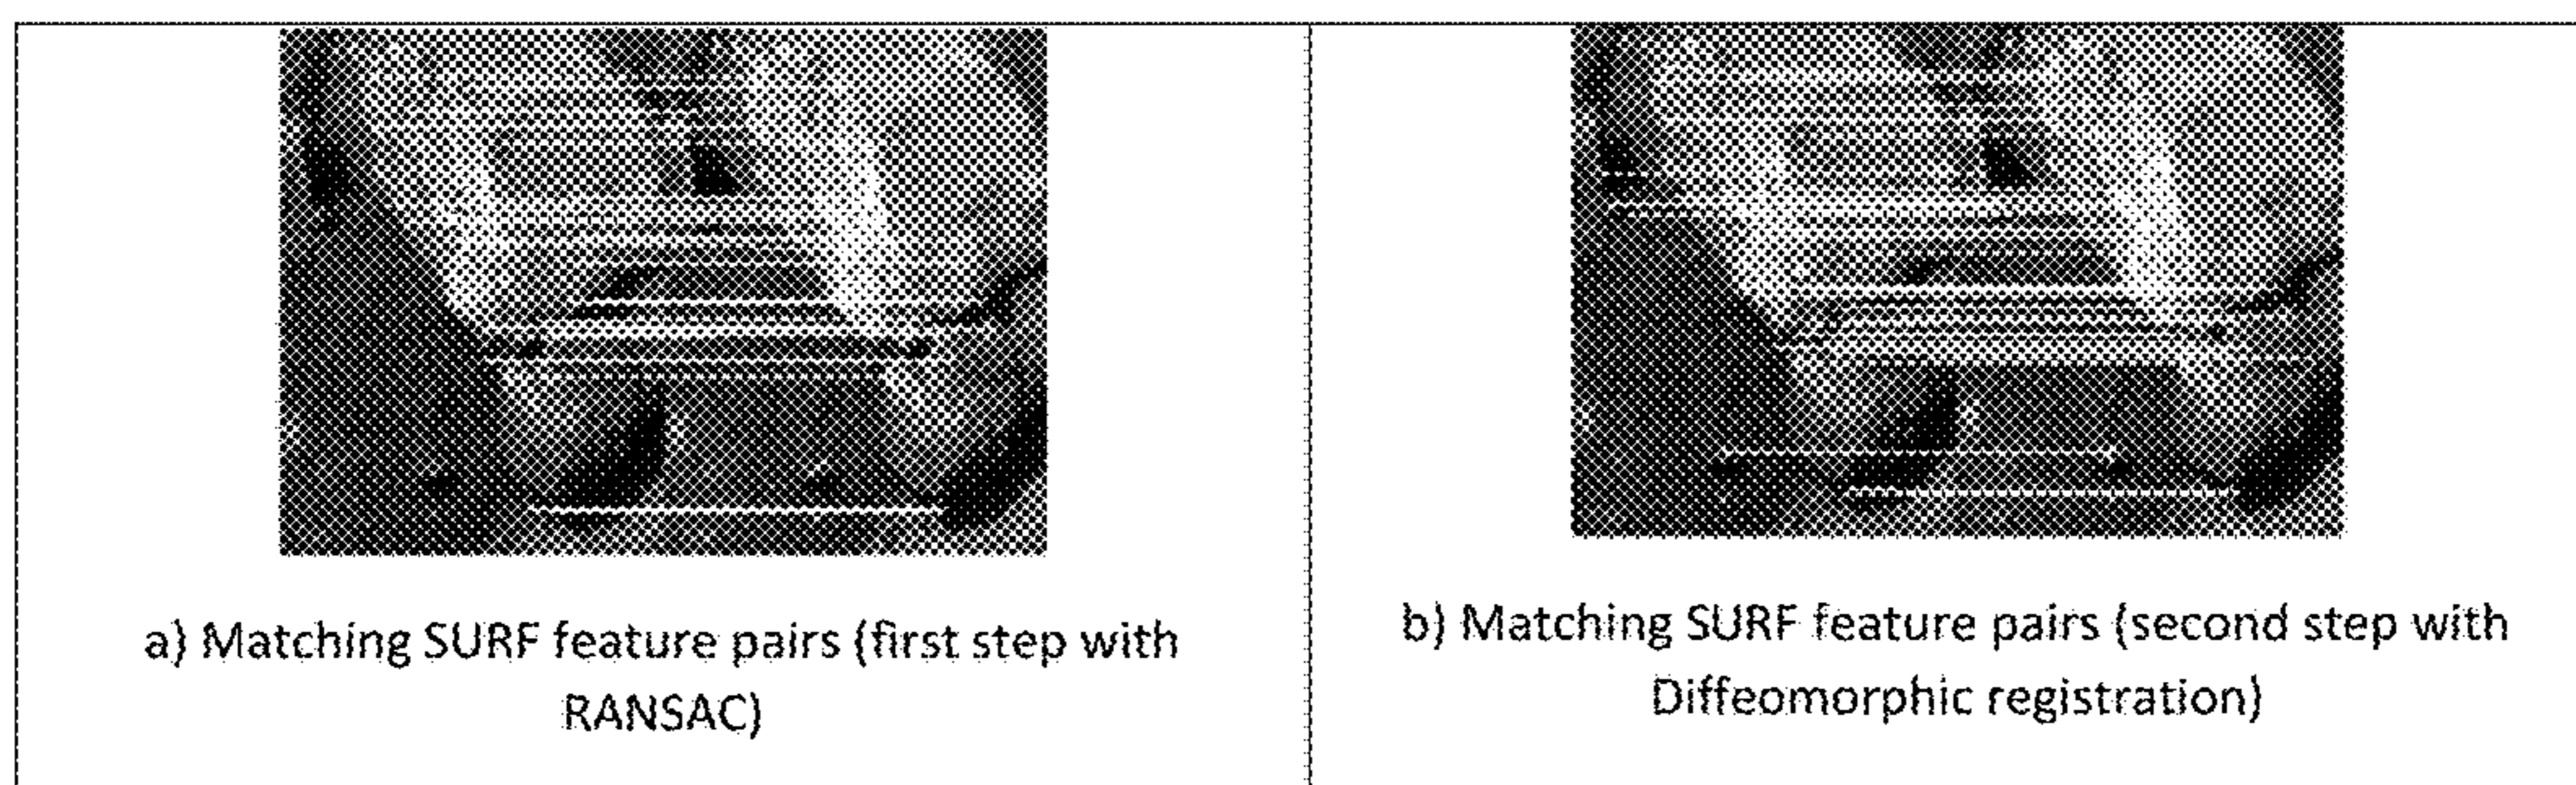 a) Matching SURF feature pairs (first step with
RANSAC)
b) Matching SURF feature pairs (second step with
Diffeomorphic registration)